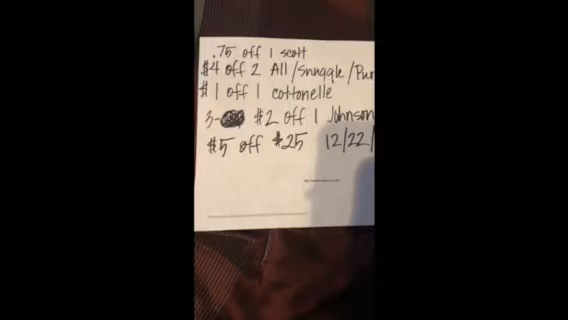 .75 off 1 scott
$4 off 2 All/Snuggle/Pur
$1 off 1 cottonelle
3- $2 off 1 Johnson
$5 off $25 12/22/